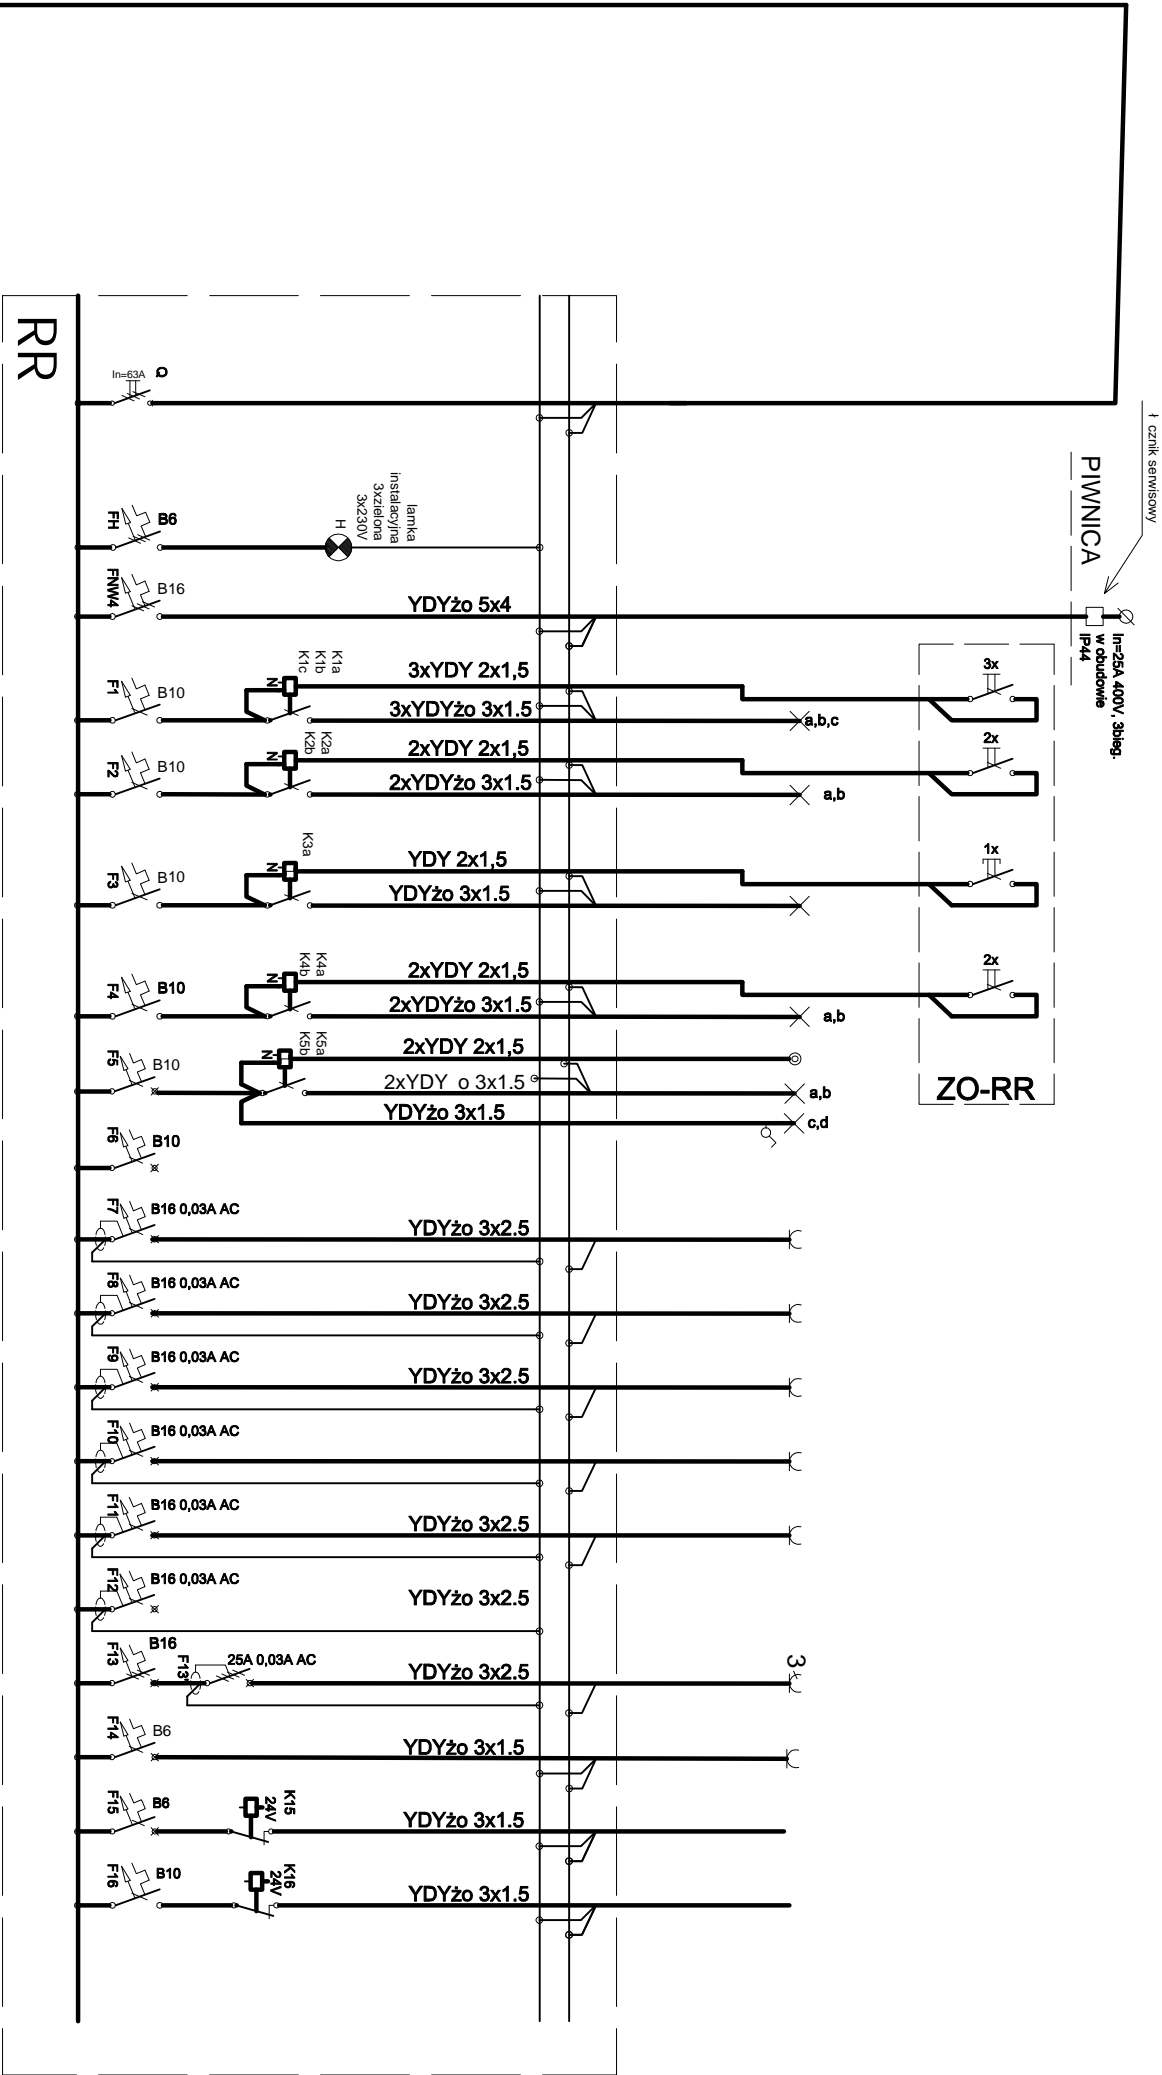 RR
In=63A
Q
ł  cznik serwisowy
PIWNICA
In=25A 400V, 3bieg.
w obudowie
IP44
FH
B6
H
lamka
instalacyjna
3xzielona
3x230V
FNW4
B16
YDYżo 5x4
F1
B10
K1a
K1b
K1c
N
3xYDY 2x1,5
3xYDYżo 3x1.5
a,b,c
3x
F2
B10
K2a
K2b
N
2xYDY 2x1,5
2xYDYżo 3x1.5
a,b
2x
F3
B10
K3a
N
YDY 2x1,5
YDYżo 3x1.5
1x
F4
B10
K4a
K4b
N
2xYDY 2x1,5
2xYDYżo 3x1.5
a,b
2x
ZO-RR
F5
B10
K5a
K5b
N
2xYDY 2x1,5
2xYDY  o 3x1.5
a,b
YDYżo 3x1.5
c,d
F6
B10
F7
B16 0,03A AC
YDYżo 3x2.5
F8
B16 0,03A AC
YDYżo 3x2.5
F9
B16 0,03A AC
YDYżo 3x2.5
F10
B16 0,03A AC
YDYżo 3x2.5
F11
B16 0,03A AC
YDYżo 3x2.5
F12
B16 0,03A AC
YDYżo 3x2.5
F13
B16
F13'
25A 0,03A AC
YDYżo 3x2.5
3
F14
B6
YDYżo 3x1.5
F15
B6
K15
24V
YDYżo 3x1.5
F16
B10
K16
24V
YDYżo 3x1.5